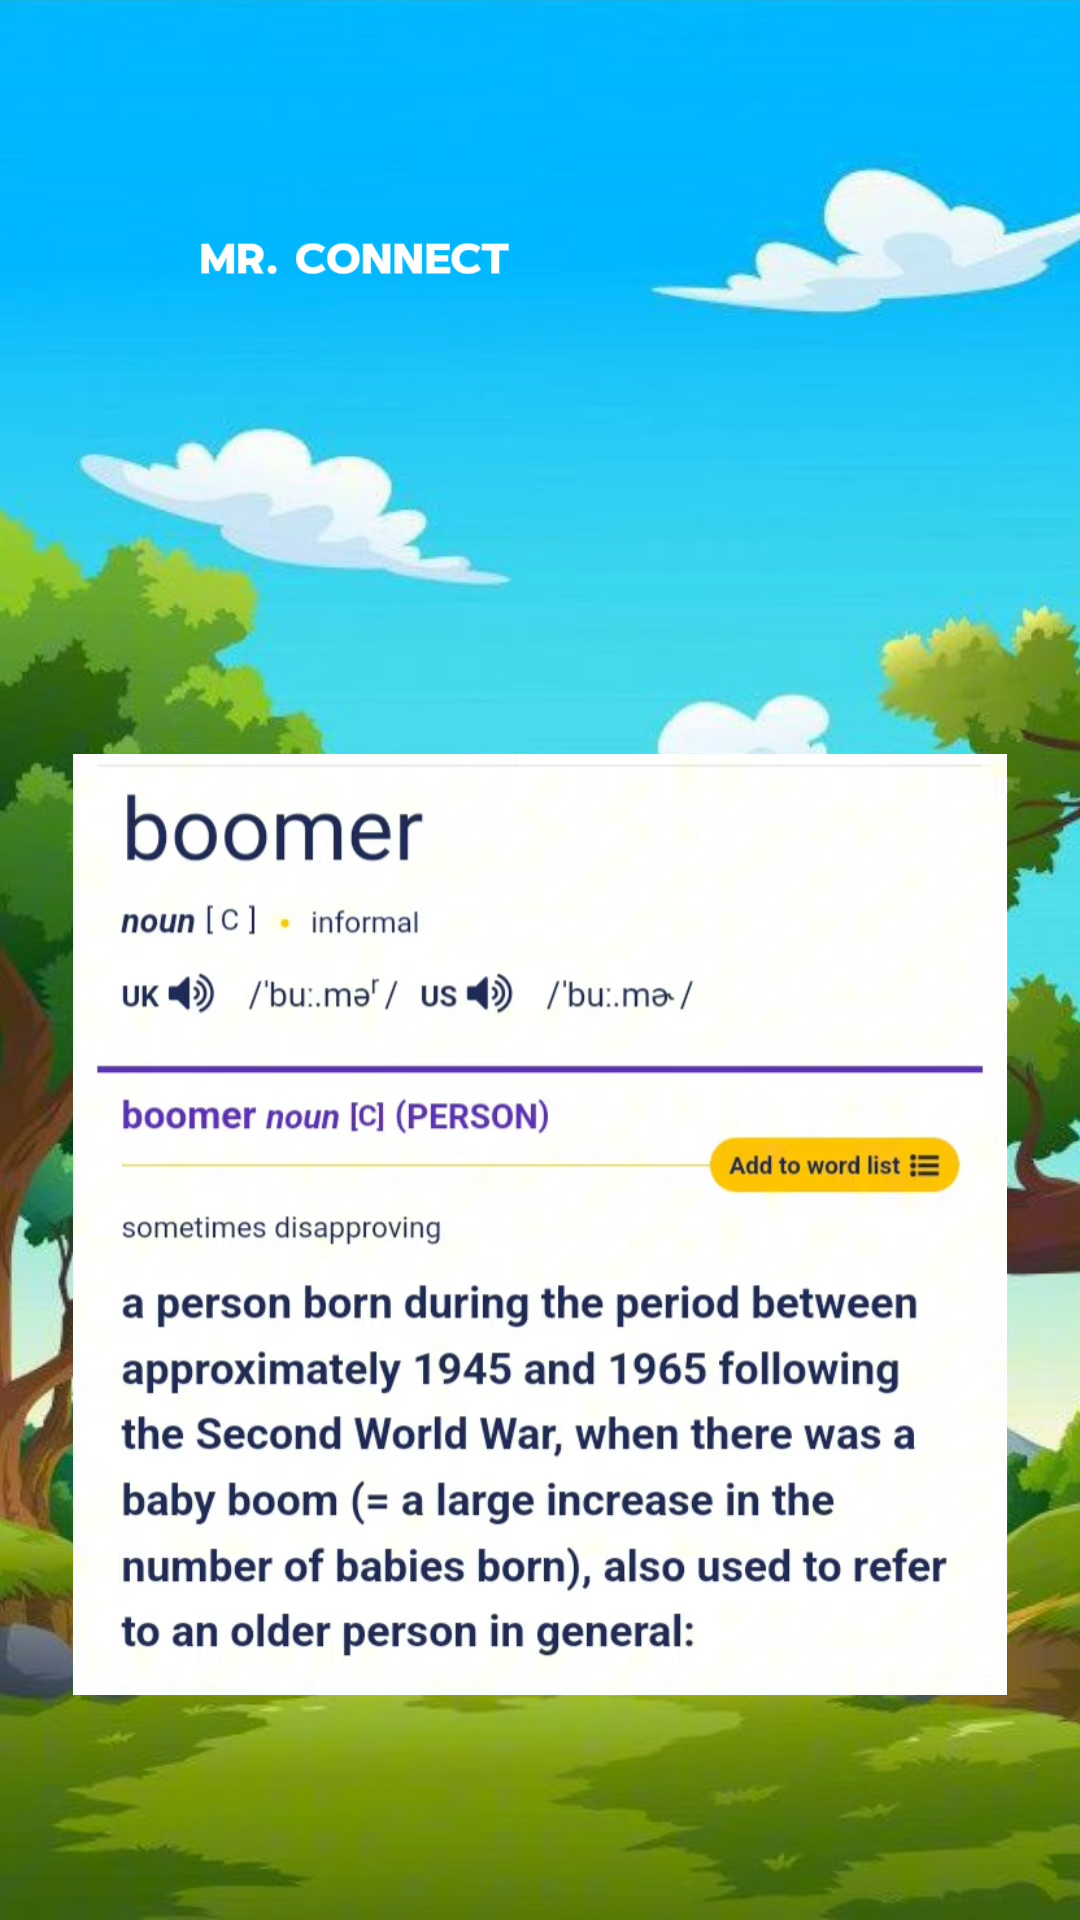 MR. CONNECT
boomer
noun [ C ] • informal
UK /ˈbuː.məʳ/ US /ˈbuː.mɚ/
boomer noun [C] (PERSON)
Add to word list
sometimes disapproving
a person born during the period between
approximately 1945 and 1965 following
the Second World War, when there was a
baby boom (= a large increase in the
number of babies born), also used to refer
to an older person in general: